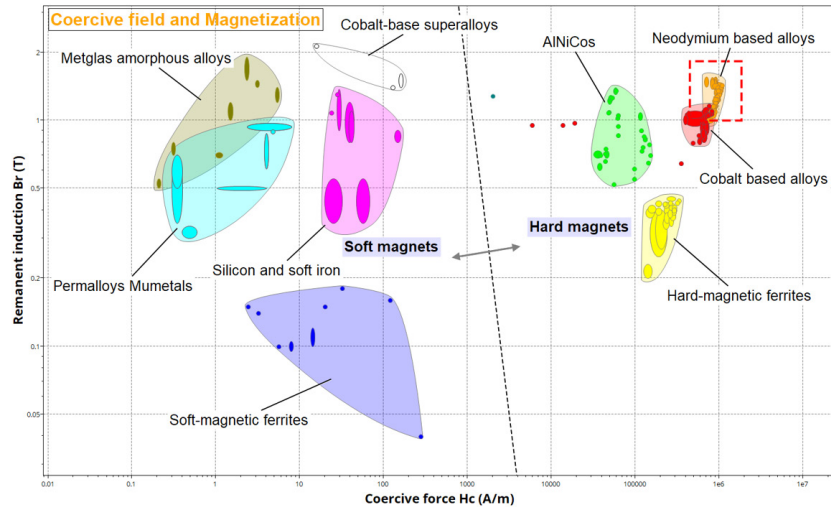 Coercive field and Magnetization
Cobalt-base superalloys
Metglas amorphous alloys
AlNiCos
Neodymium based alloys
Cobalt based alloys
Soft magnets
Hard magnets
Permalloys Mumetals
Silicon and soft iron
Hard-magnetic ferrites
Soft-magnetic ferrites
Remanent induction Br (T)
2
1
0.5
0.2
0.1
0.05
0.01
0.1
1
10
100
1000
10000
100000
1e6
1e7
Coercive force Hc (A/m)